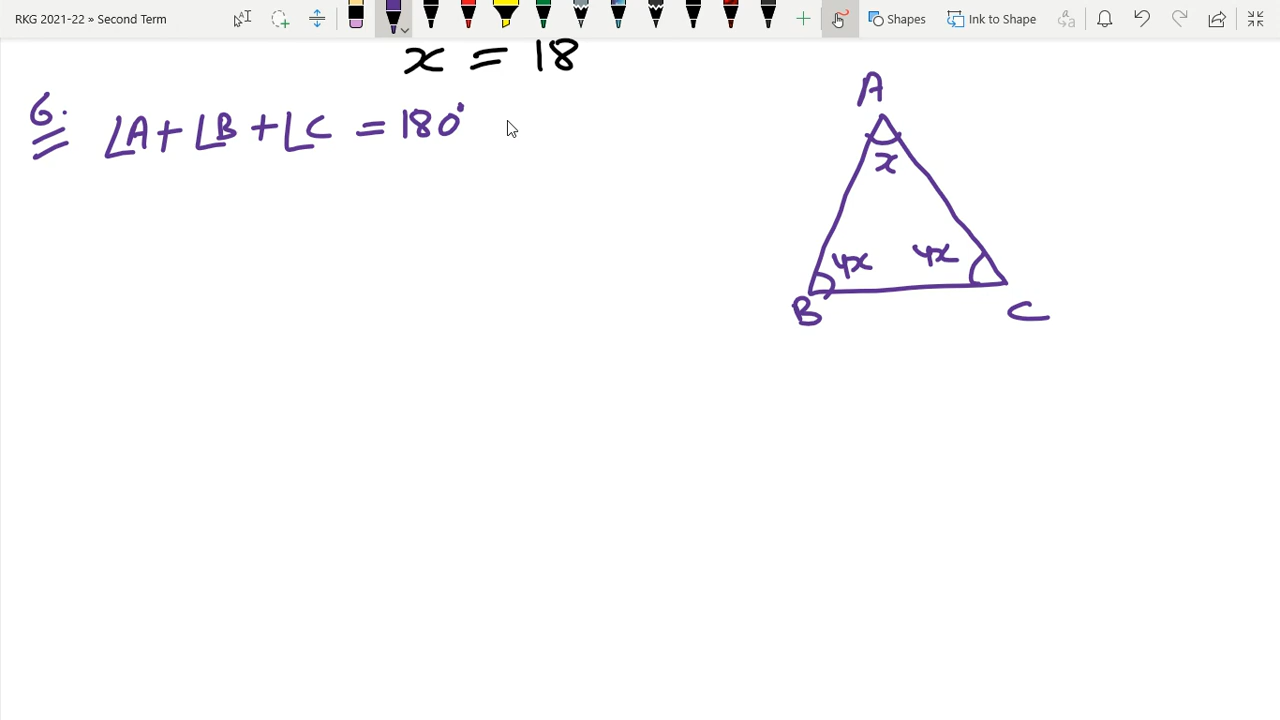 RKG 2021-22 » Second Term
Shapes
Ink to Shape
x = 18
6. ∠A + ∠B + ∠C = 180°
A
x
4x 4x
B
C